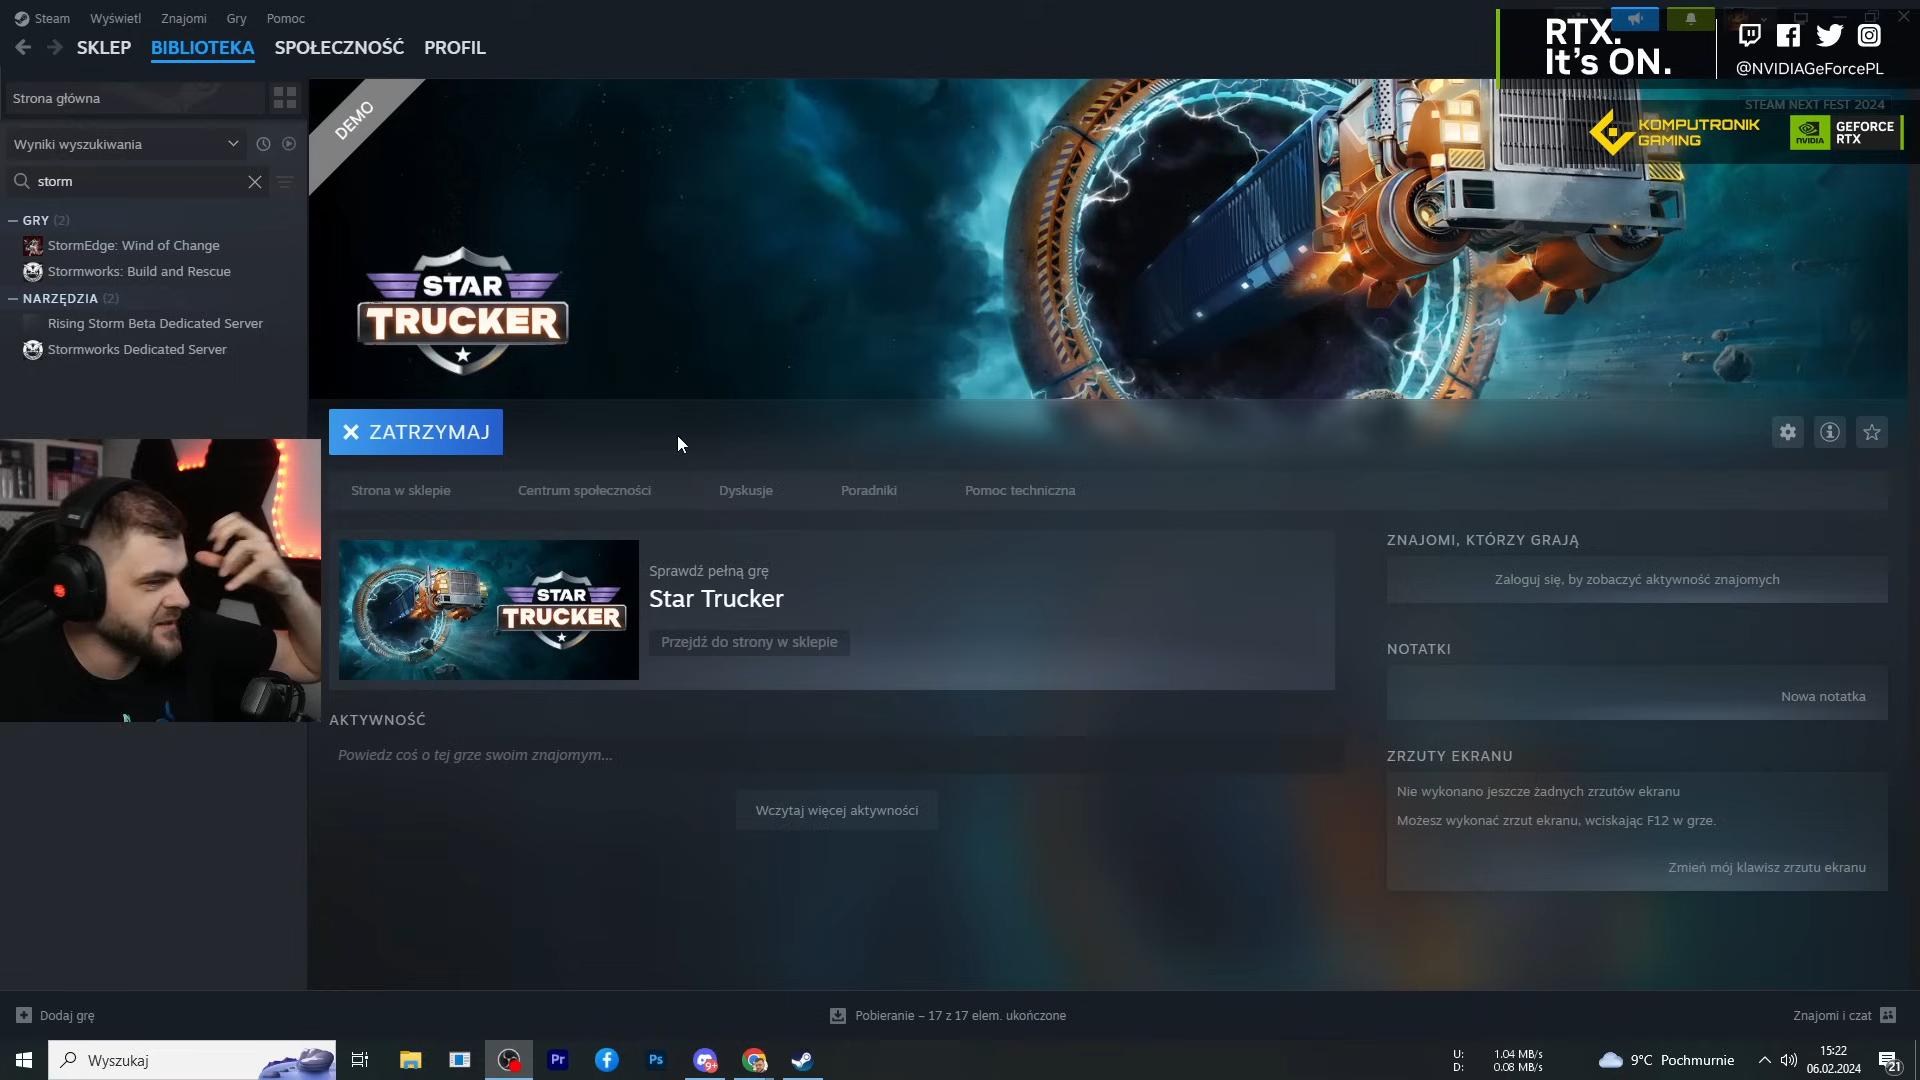 Steam Wyświetl Znajomi Gry Pomoc
SKLEP BIBLIOTEKA SPOŁECZNOŚĆ PROFIL
RTX.
It's ON.
@NVIDIAGeForcePL
STEAM NEXT FEST 2024
KOMPUTRONIK
GAMING
NVIDIA
GEFORCE
RTX
Strona główna
Wyniki wyszukiwania
storm
GRY (2)
StormEdge: Wind of Change
Stormworks: Build and Rescue
NARZĘDZIA (2)
Rising Storm Beta Dedicated Server
Stormworks Dedicated Server
DEMO
STAR
TRUCKER
ZATRZYMAJ
Strona w sklepie Centrum społeczności Dyskusje Poradniki Pomoc techniczna
STAR
TRUCKER
Sprawdź pełną grę
Star Trucker
Przejdź do strony w sklepie
AKTYWNOŚĆ
Powiedz coś o tej grze swoim znajomym...
Wczytaj więcej aktywności
ZNAJOMI, KTÓRZY GRAJĄ
Zaloguj się, by zobaczyć aktywność znajomych
NOTATKI
Nowa notatka
ZRZUTY EKRANU
Nie wykonano jeszcze żadnych zrzutów ekranu
Możesz wykonać zrzut ekranu, wciskając F12 w grze.
Zmień mój klawisz zrzutu ekranu
Dodaj grę
Pobieranie – 17 z 17 elem. ukończone
Znajomi i czat
Wyszukaj
Pr
Ps
9+
U: 1.04 MB/s
D: 0.08 MB/s
9°C Pochmurnie
15:22
06.02.2024
21